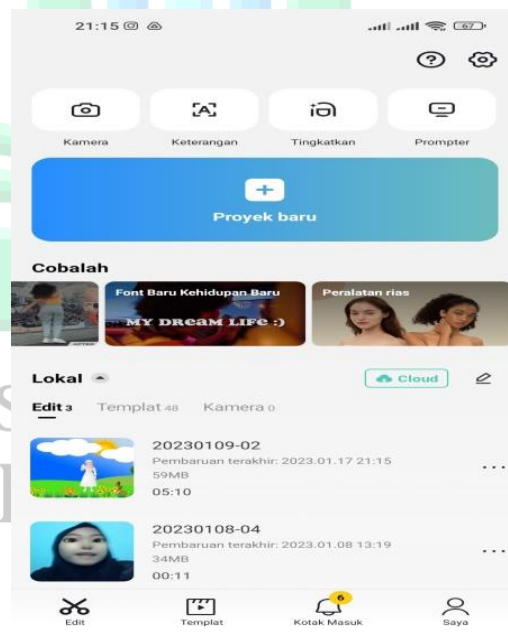 21:15
67
Kamera
Keterangan
Tingkatkan
Prompter
Proyek baru
Cobalah
Font Baru Kehidupan Baru
MY DREAM LIFE :)
Peralatan rias
Lokal
Cloud
Edit 3 Templat 48 Kamera 0
20230109-02
Pembaruan terakhir: 2023.01.17 21:15
59MB
05:10
20230108-04
Pembaruan terakhir: 2023.01.08 13:19
34MB
00:11
6
Edit
Templat
Kotak Masuk
Saya